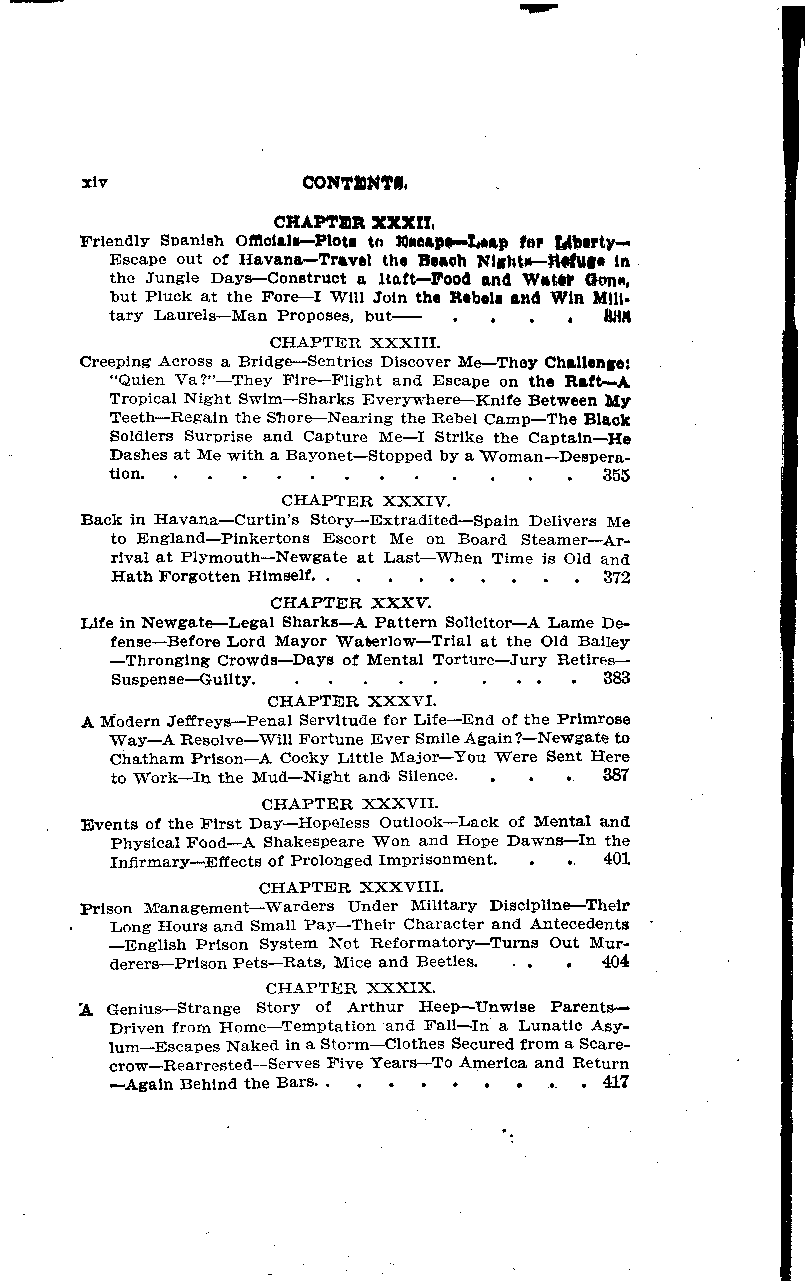 xiv CONTENTS.
CHAPTER XXXII.
Friendly Spanish Officials—Plots to Escape—Leap for Liberty—
Escape out of Havana—Travel the Beach Nights—Refuge in
the Jungle Days—Construct a Raft—Food and Water Gone,
but Pluck at the Fore—I Will Join the Rebels and Win Mili-
tary Laurels—Man Proposes, but—— . . . .
CHAPTER XXXIII.
Creeping Across a Bridge—Sentries Discover Me—They Challenge:
"Quien Va?"—They Fire—Flight and Escape on the Raft—A
Tropical Night Swim—Sharks Everywhere—Knife Between My
Teeth—Regain the Shore—Nearing the Rebel Camp—The Black
Soldiers Surprise and Capture Me—I Strike the Captain—He
Dashes at Me with a Bayonet—Stopped by a Woman—Despera-
tion. . . . . . . . . . . . . . 355
CHAPTER XXXIV.
Back in Havana—Curtin's Story—Extradited—Spain Delivers Me
to England—Pinkertons Escort Me on Board Steamer—Ar-
rival at Plymouth—Newgate at Last—When Time is Old and
Hath Forgotten Himself. . . . . . . . . . 372
CHAPTER XXXV.
Life in Newgate—Legal Sharks—A Pattern Solicitor—A Lame De-
fense—Before Lord Mayor Waterlow—Trial at the Old Bailey
—Thronging Crowds—Days of Mental Torture—Jury Retires—
Suspense—Guilty. . . . . . . . . . 383
CHAPTER XXXVI.
A Modern Jeffreys—Penal Servitude for Life—End of the Primrose
Way—A Resolve—Will Fortune Ever Smile Again?—Newgate to
Chatham Prison—A Cocky Little Major—You Were Sent Here
to Work—In the Mud—Night and Silence. . . . 387
CHAPTER XXXVII.
Events of the First Day—Hopeless Outlook—Lack of Mental and
Physical Food—A Shakespeare Won and Hope Dawns—In the
Infirmary—Effects of Prolonged Imprisonment. . . 401
CHAPTER XXXVIII.
Prison Management—Warders Under Military Discipline—Their
Long Hours and Small Pay—Their Character and Antecedents
—English Prison System Not Reformatory—Turns Out Mur-
derers—Prison Pets—Rats, Mice and Beetles. . . . 404
CHAPTER XXXIX.
A Genius—Strange Story of Arthur Heep—Unwise Parents—
Driven from Home—Temptation and Fall—In a Lunatic Asy-
lum—Escapes Naked in a Storm—Clothes Secured from a Scare-
crow—Rearrested—Serves Five Years—To America and Return
—Again Behind the Bars. . . . . . . . . . 417